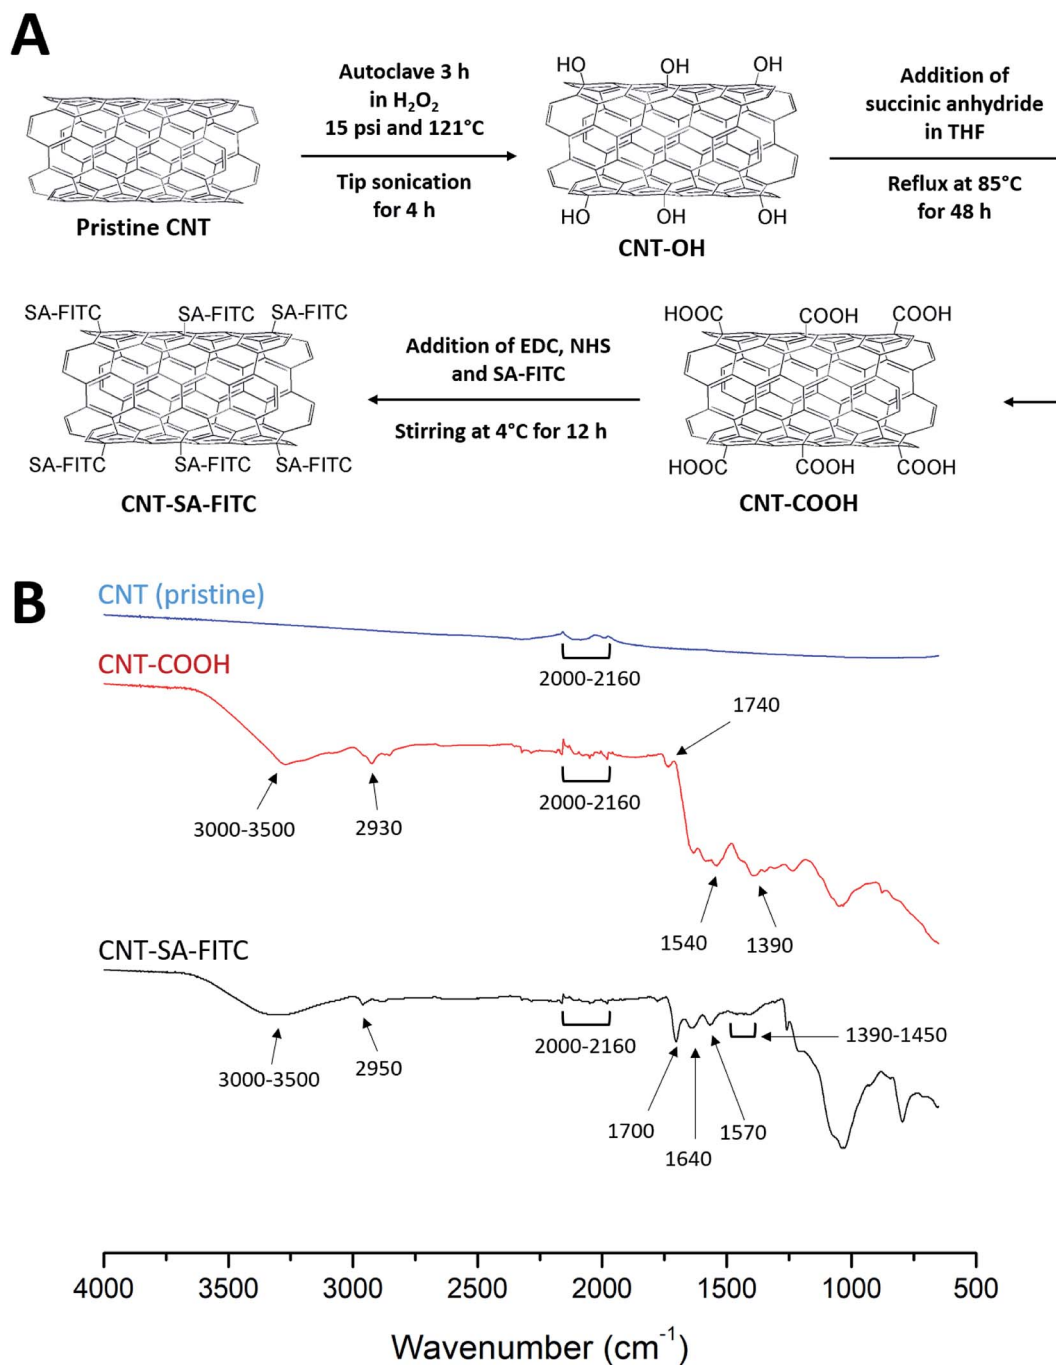 A
Autoclave 3 h
in H₂O₂
15 psi and 121°C
Tip sonication
for 4 h
Pristine CNT
HO
OH
OH
HO
OH
OH
CNT-OH
Addition of
succinic anhydride
in THF
Reflux at 85°C
for 48 h
SA-FITC
SA-FITC
SA-FITC
SA-FITC
SA-FITC
SA-FITC
CNT-SA-FITC
Addition of EDC, NHS
and SA-FITC
Stirring at 4°C for 12 h
HOOC
COOH
COOH
HOOC
COOH
COOH
CNT-COOH
B
CNT (pristine)
2000-2160
CNT-COOH
1740
3000-3500
2930
2000-2160
1540
1390
CNT-SA-FITC
3000-3500
2950
2000-2160
1390-1450
1700
1640
1570
4000
3500
3000
2500
2000
1500
1000
500
Wavenumber (cm⁻¹)